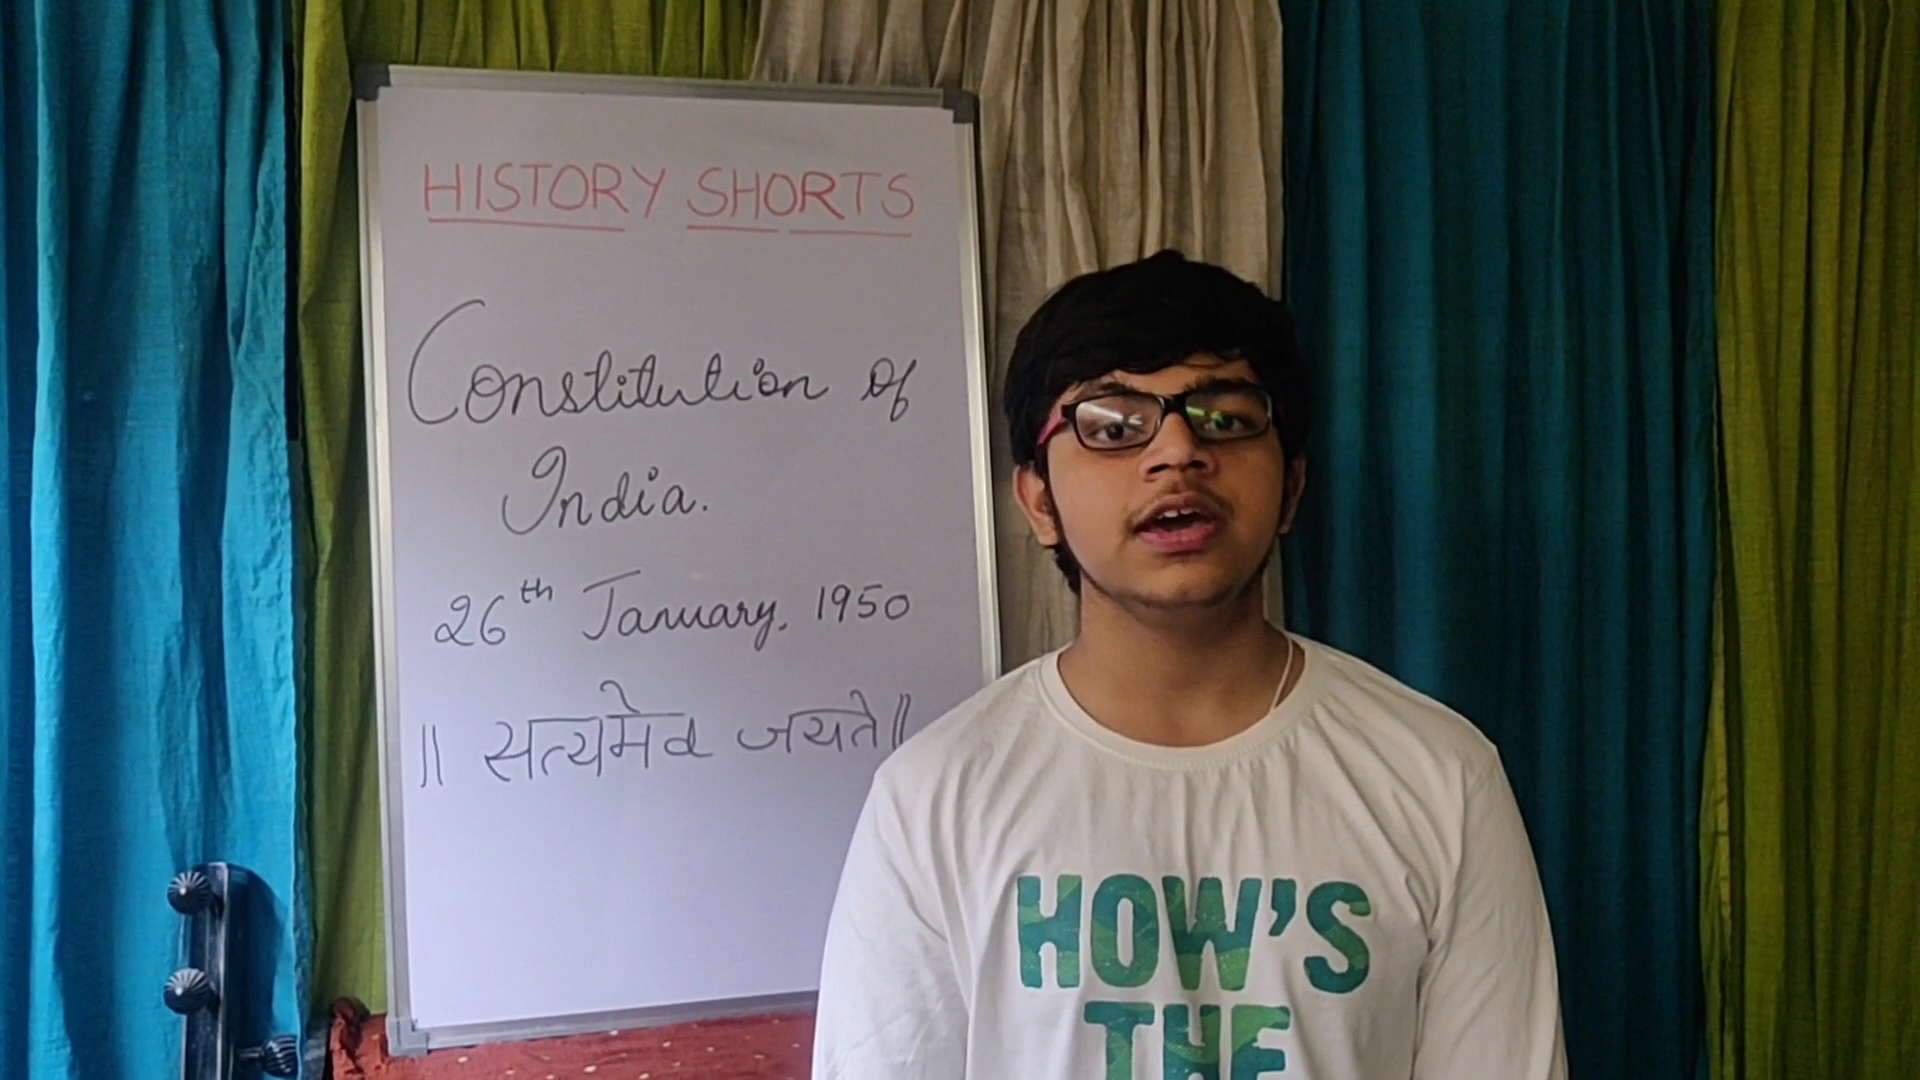 HISTORY SHORTS
Constitution of
India.
26th January, 1950
|| सत्यमेव जयते ||
HOW'S
THE